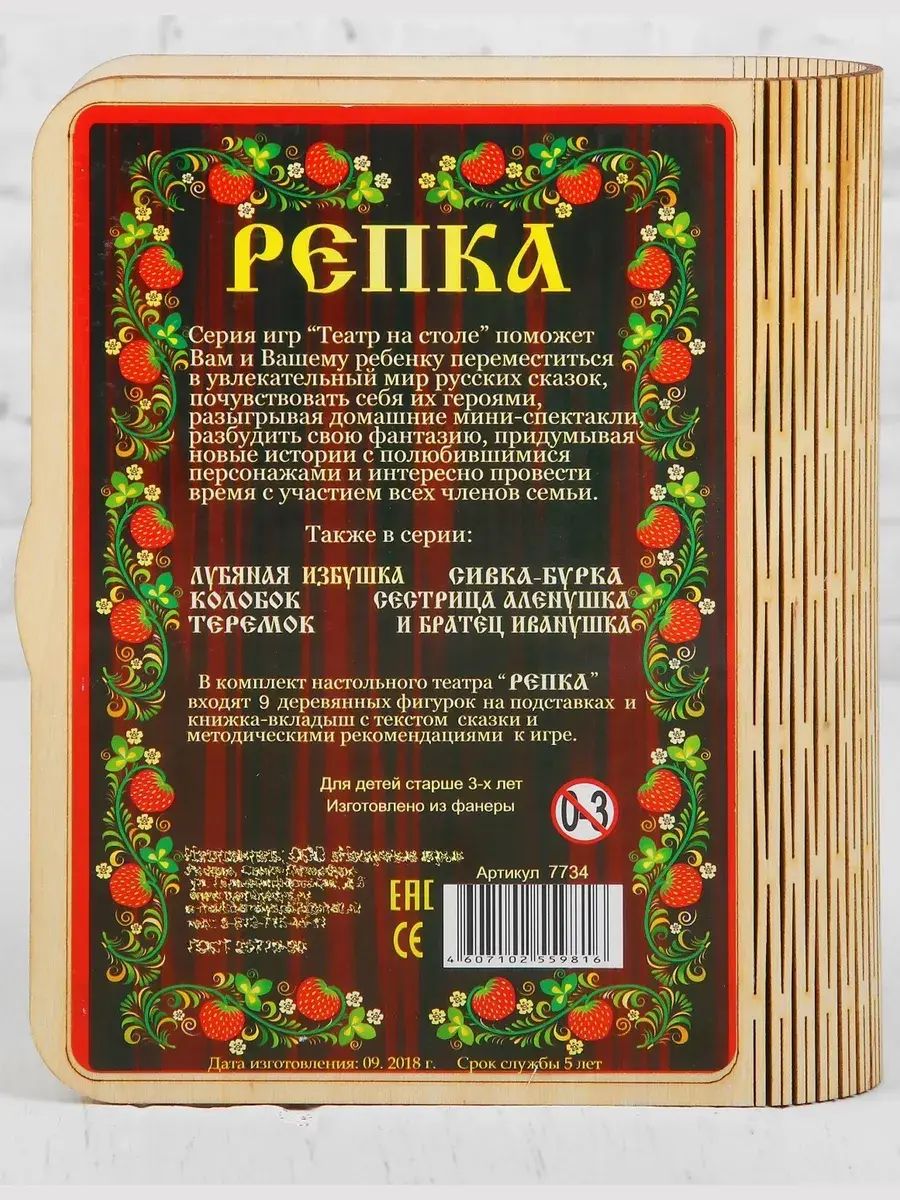 РЕПКА
Серия игр “Театр на столе” поможет
Вам и Вашему ребенку переместиться
в увлекательный мир русских сказок,
почувствовать себя их героями,
разыгрывая домашние мини-спектакли,
разбудить свою фантазию, придумывая
новые истории с полюбившимися
персонажами и интересно провести
время с участием всех членов семьи.
Также в серии:
ЛУБЯНАЯ ИЗБУШКА СИВКА-БУРКА
КОЛОБОК СЕСТРИЦА АЛЕНУШКА
ТЕРЕМОК И БРАТЕЦ ИВАНУШКА
В комплект настольного театра “РЕПКА”
входят 9 деревянных фигурок на подставках и
книжка-вкладыш с текстом сказки и
методическими рекомендациями к игре.
Для детей старше 3-х лет
Изготовлено из фанеры
0-3
Артикул 7734
EAC
CE
4607102559816
Дата изготовления: 09. 2018 г. Срок службы 5 лет